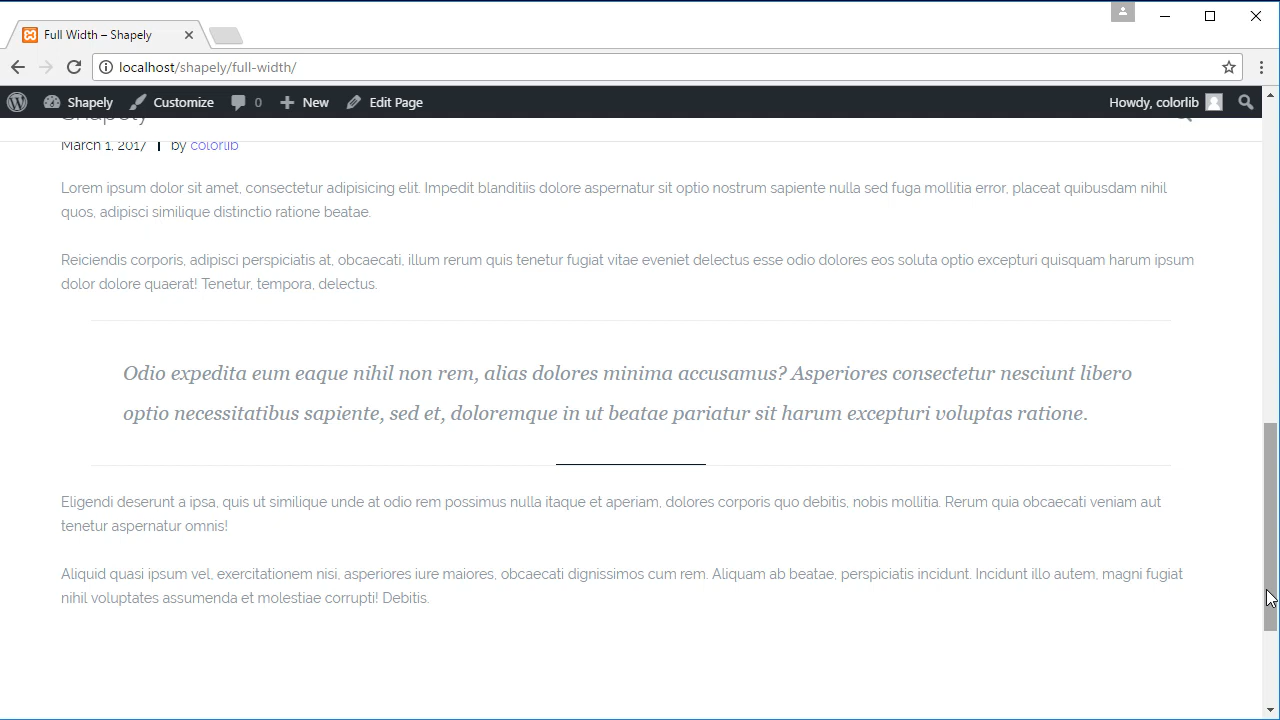 Full Width – Shapely
localhost/shapely/full-width/
Shapely Customize 0 New Edit Page Howdy, colorlib
Shapely
March 1, 2017 by colorlib
Lorem ipsum dolor sit amet, consectetur adipisicing elit. Impedit blanditiis dolore aspernatur sit optio nostrum sapiente nulla sed fuga mollitia error, placeat quibusdam nihil
quos, adipisci similique distinctio ratione beatae.
Reiciendis corporis, adipisci perspiciatis at, obcaecati, illum rerum quis tenetur fugiat vitae eveniet delectus esse odio dolores eos soluta optio excepturi quisquam harum ipsum
dolor dolore quaerat! Tenetur, tempora, delectus.
Odio expedita eum eaque nihil non rem, alias dolores minima accusamus? Asperiores consectetur nesciunt libero
optio necessitatibus sapiente, sed et, doloremque in ut beatae pariatur sit harum excepturi voluptas ratione.
Eligendi deserunt a ipsa, quis ut similique unde at odio rem possimus nulla itaque et aperiam, dolores corporis quo debitis, nobis mollitia. Rerum quia obcaecati veniam aut
tenetur aspernatur omnis!
Aliquid quasi ipsum vel, exercitationem nisi, asperiores iure maiores, obcaecati dignissimos cum rem. Aliquam ab beatae, perspiciatis incidunt. Incidunt illo autem, magni fugiat
nihil voluptates assumenda et molestiae corrupti! Debitis.